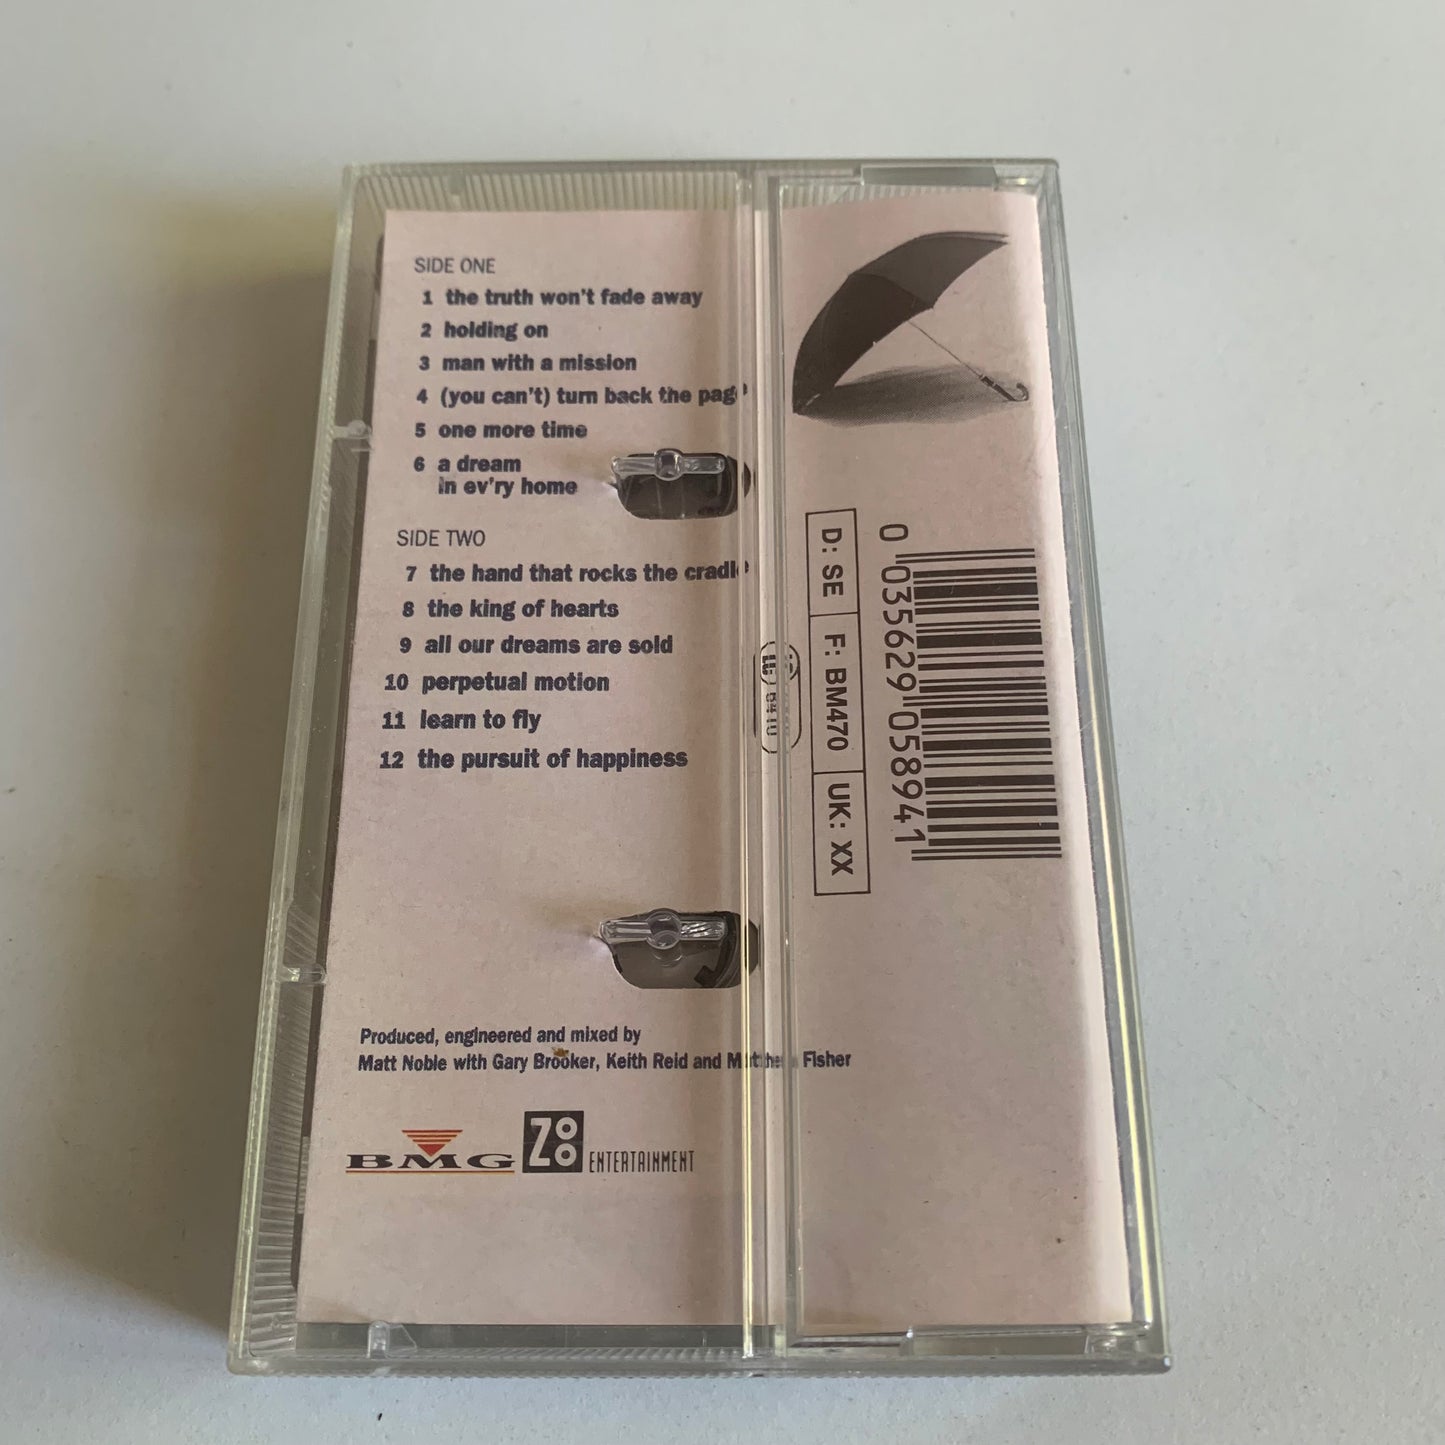 SIDE ONE
1 the truth won't fade away
2 holding on
3 man with a mission
4 (you can't) turn back the page
5 one more time
6 a dream
in ev'ry home
SIDE TWO
7 the hand that rocks the cradle
8 the king of hearts
9 all our dreams are sold
10 perpetual motion
11 learn to fly
12 the pursuit of happiness
Produced, engineered and mixed by
Matt Noble with Gary Brooker, Keith Reid and Matthew Fisher
BMG ZOO ENTERTAINMENT
D: SE F: BM470 UK: XX
0 035629 058941